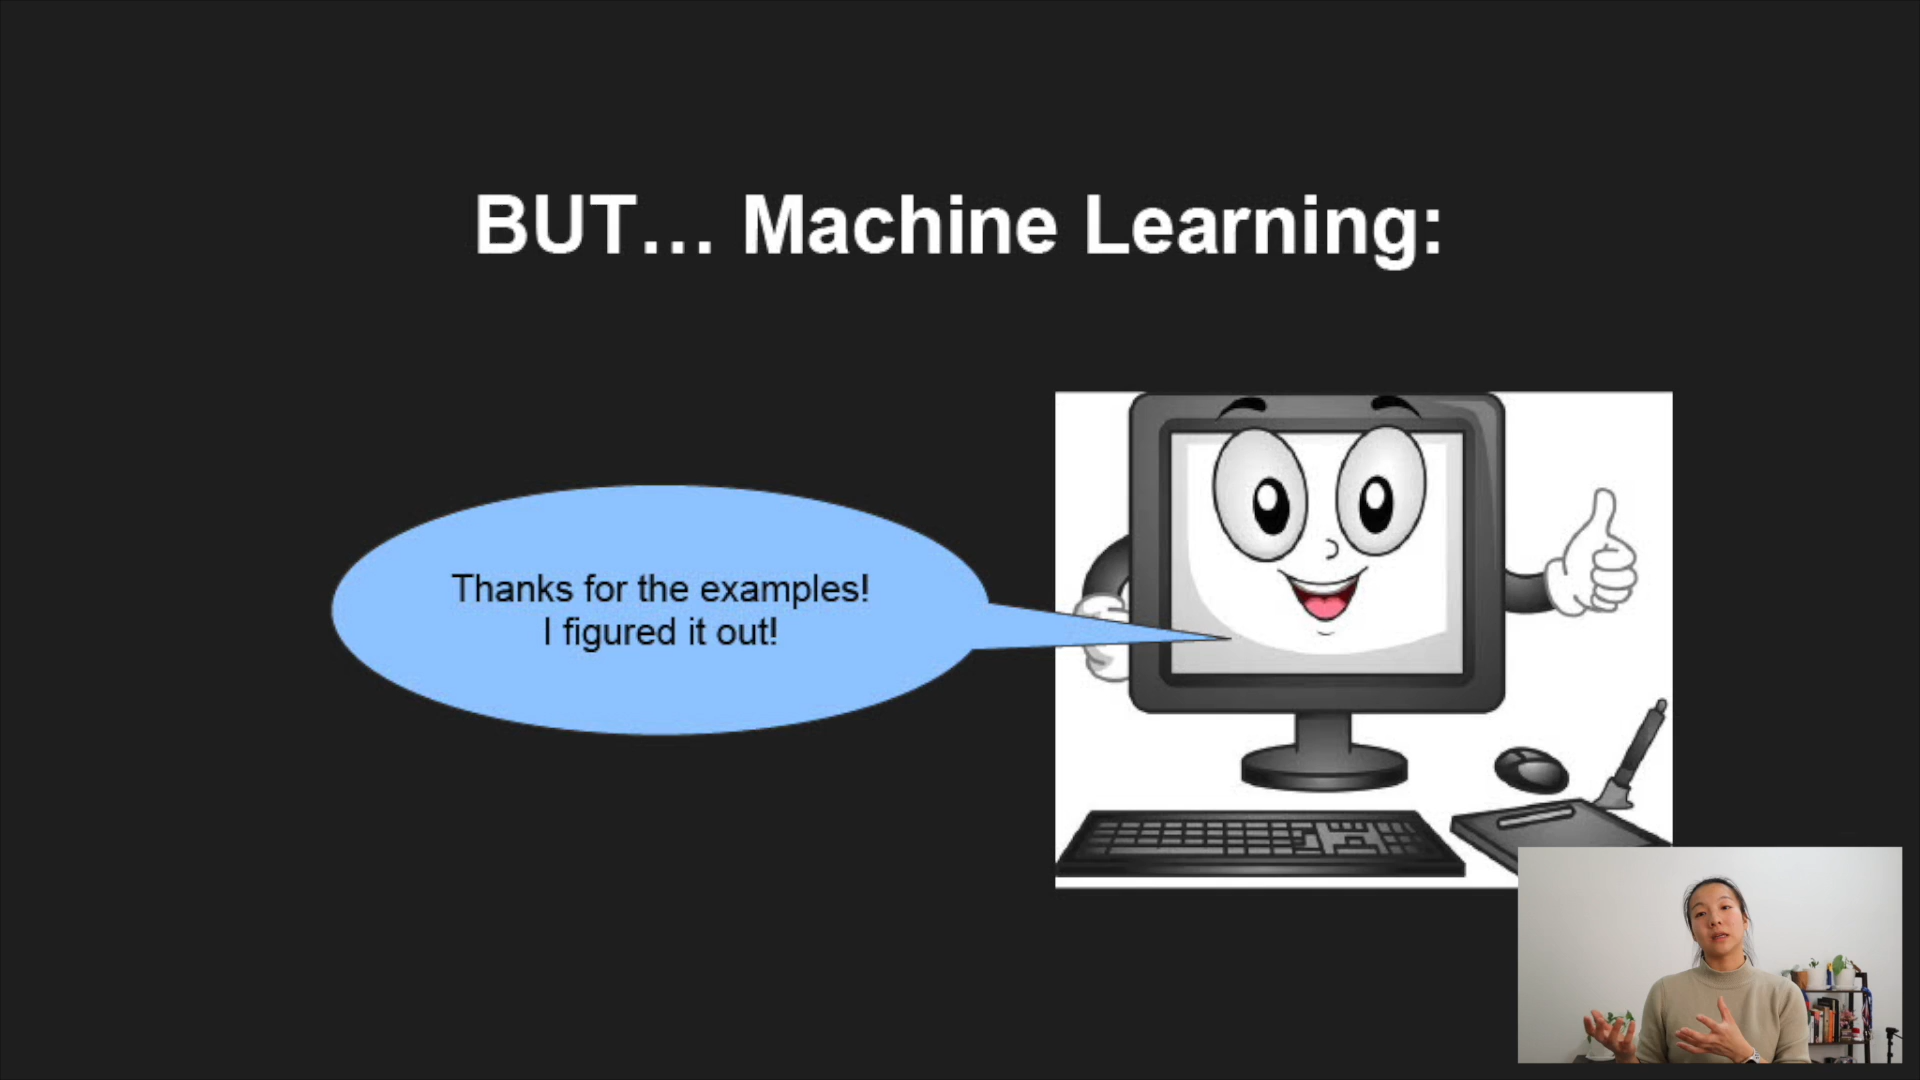 BUT… Machine Learning:
Thanks for the examples!
I figured it out!